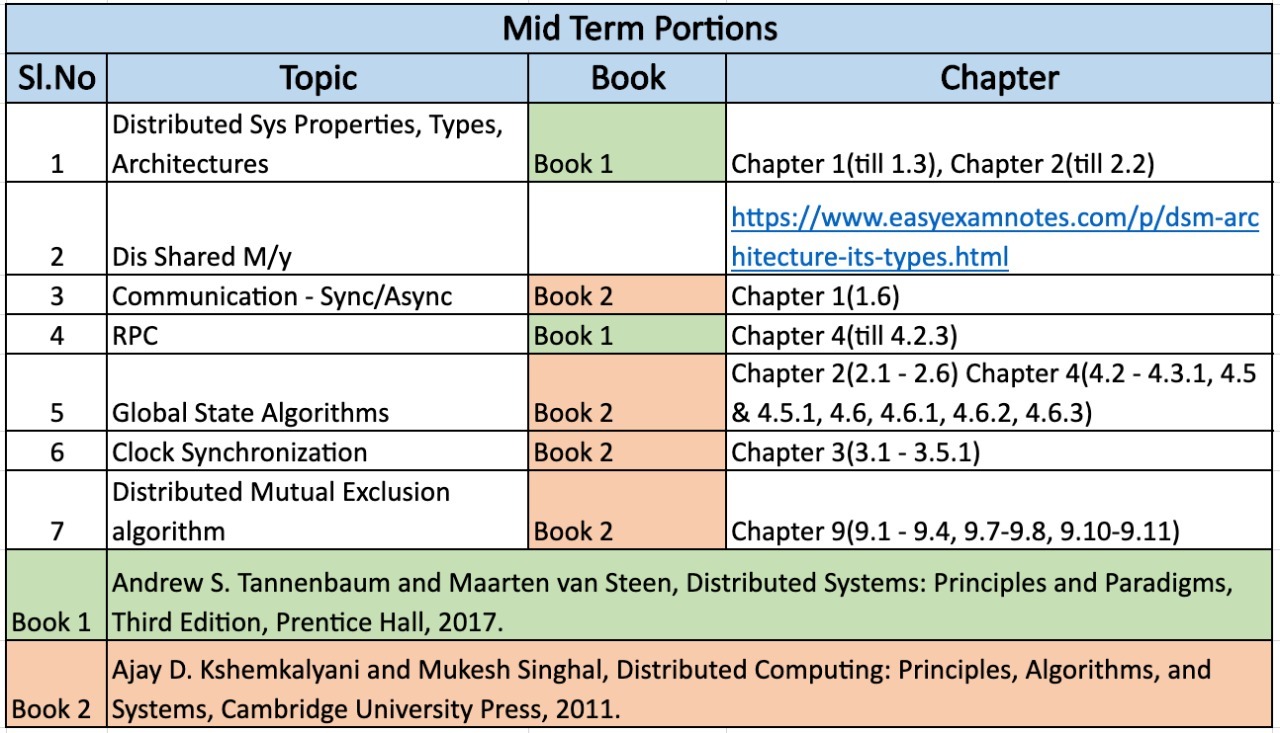 Mid Term Portions
Sl.No Topic Book Chapter
Distributed Sys Properties, Types,
1 Architectures Book 1 Chapter 1(till 1.3), Chapter 2(till 2.2)
https://www.easyexamnotes.com/p/dsm-arc
2 Dis Shared M/y hitecture-its-types.html
3 Communication - Sync/Async Book 2 Chapter 1(1.6)
4 RPC Book 1 Chapter 4(till 4.2.3)
Chapter 2(2.1 - 2.6) Chapter 4(4.2 - 4.3.1, 4.5
5 Global State Algorithms Book 2 & 4.5.1, 4.6, 4.6.1, 4.6.2, 4.6.3)
6 Clock Synchronization Book 2 Chapter 3(3.1 - 3.5.1)
Distributed Mutual Exclusion
7 algorithm Book 2 Chapter 9(9.1 - 9.4, 9.7-9.8, 9.10-9.11)
Andrew S. Tannenbaum and Maarten van Steen, Distributed Systems: Principles and Paradigms,
Book 1 Third Edition, Prentice Hall, 2017.
Ajay D. Kshemkalyani and Mukesh Singhal, Distributed Computing: Principles, Algorithms, and
Book 2 Systems, Cambridge University Press, 2011.